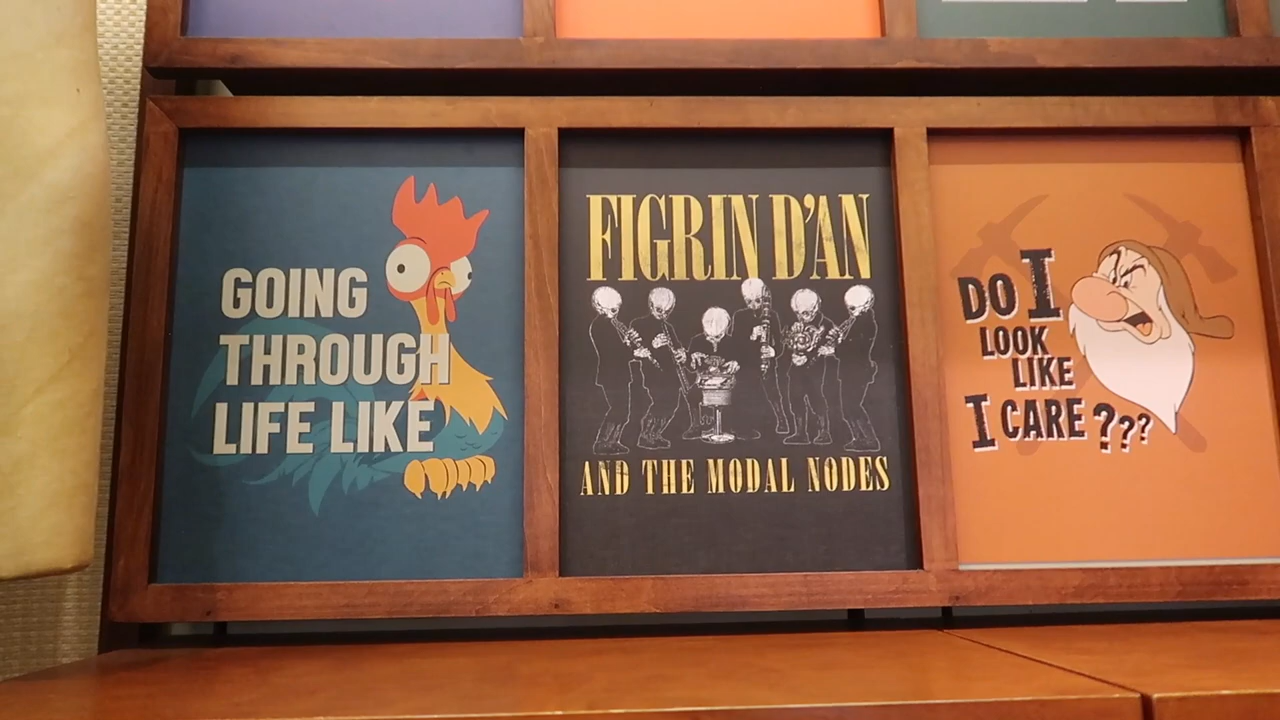 GOING
THROUGH
LIFE LIKE
FIGRIN D'AN
AND THE MODAL NODES
DO I
LOOK
LIKE
I CARE???